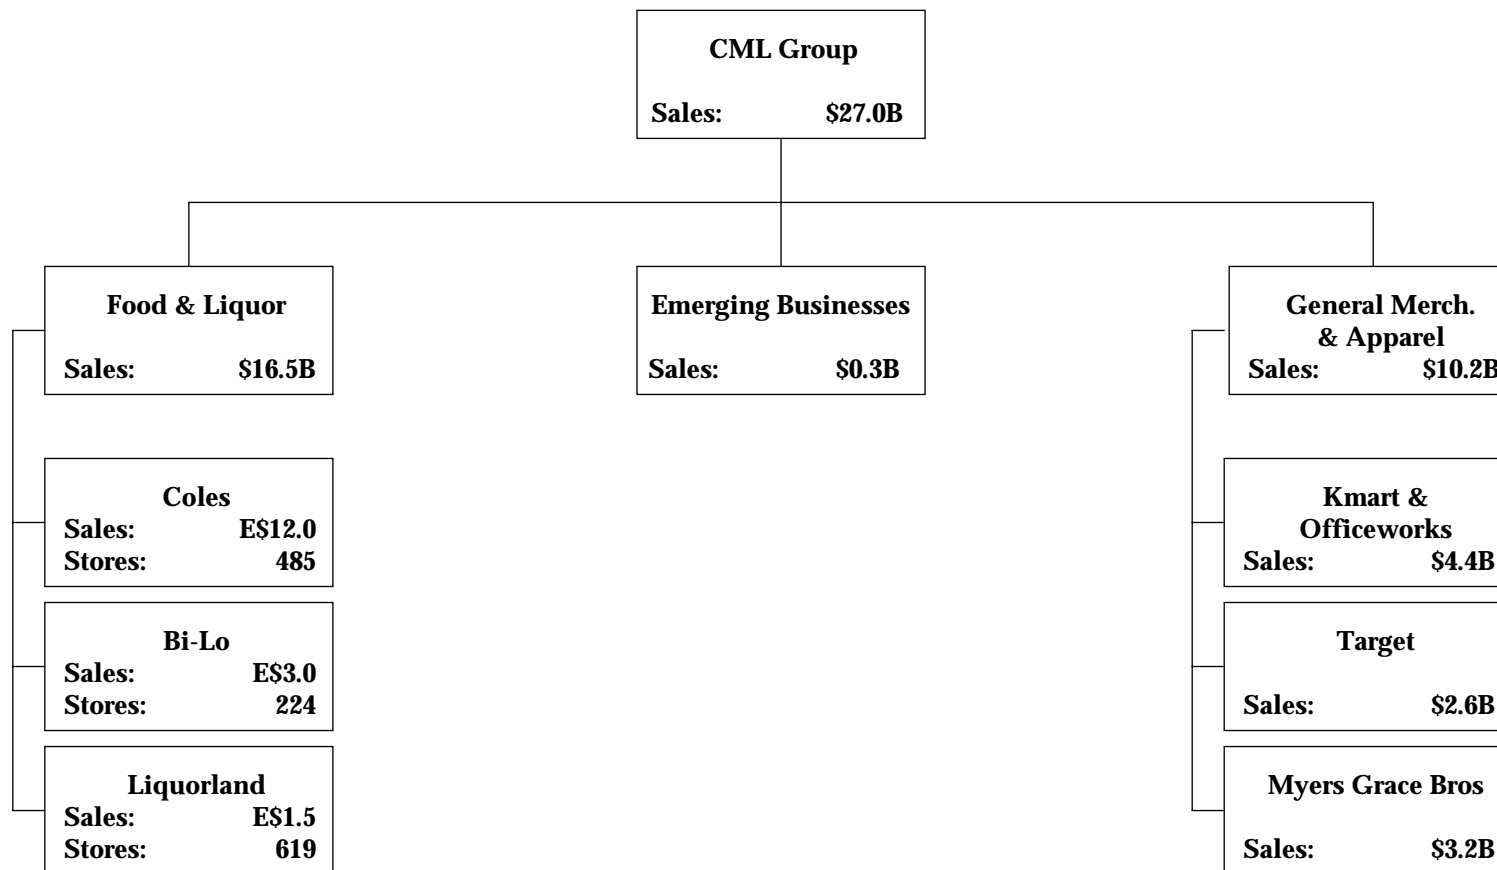 CML Group
Sales: $27.0B
Food & Liquor
Sales: $16.5B
Emerging Businesses
Sales: $0.3B
General Merch.
& Apparel
Sales: $10.2B
Coles
Sales: E$12.0
Stores: 485
Bi-Lo
Sales: E$3.0
Stores: 224
Liquorland
Sales: E$1.5
Stores: 619
Kmart &
Officeworks
Sales: $4.4B
Target
Sales: $2.6B
Myers Grace Bros
Sales: $3.2B